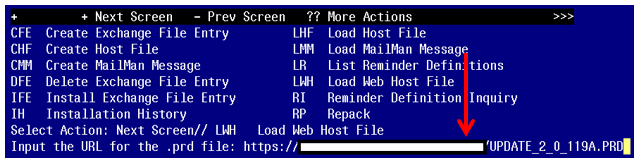 + + Next Screen - Prev Screen ?? More Actions >>>
CFE Create Exchange File Entry LHF Load Host File
CHF Create Host File LMM Load MailMan Message
CMM Create MailMan Message LR List Reminder Definitions
DFE Delete Exchange File Entry LWH Load Web Host File
IFE Install Exchange File Entry RI Reminder Definition Inquiry
IH Installation History RP Repack
Select Action: Next Screen// LWH Load Web Host File
Input the URL for the .prd file: https:// /UPDATE_2_0_119A.PRD